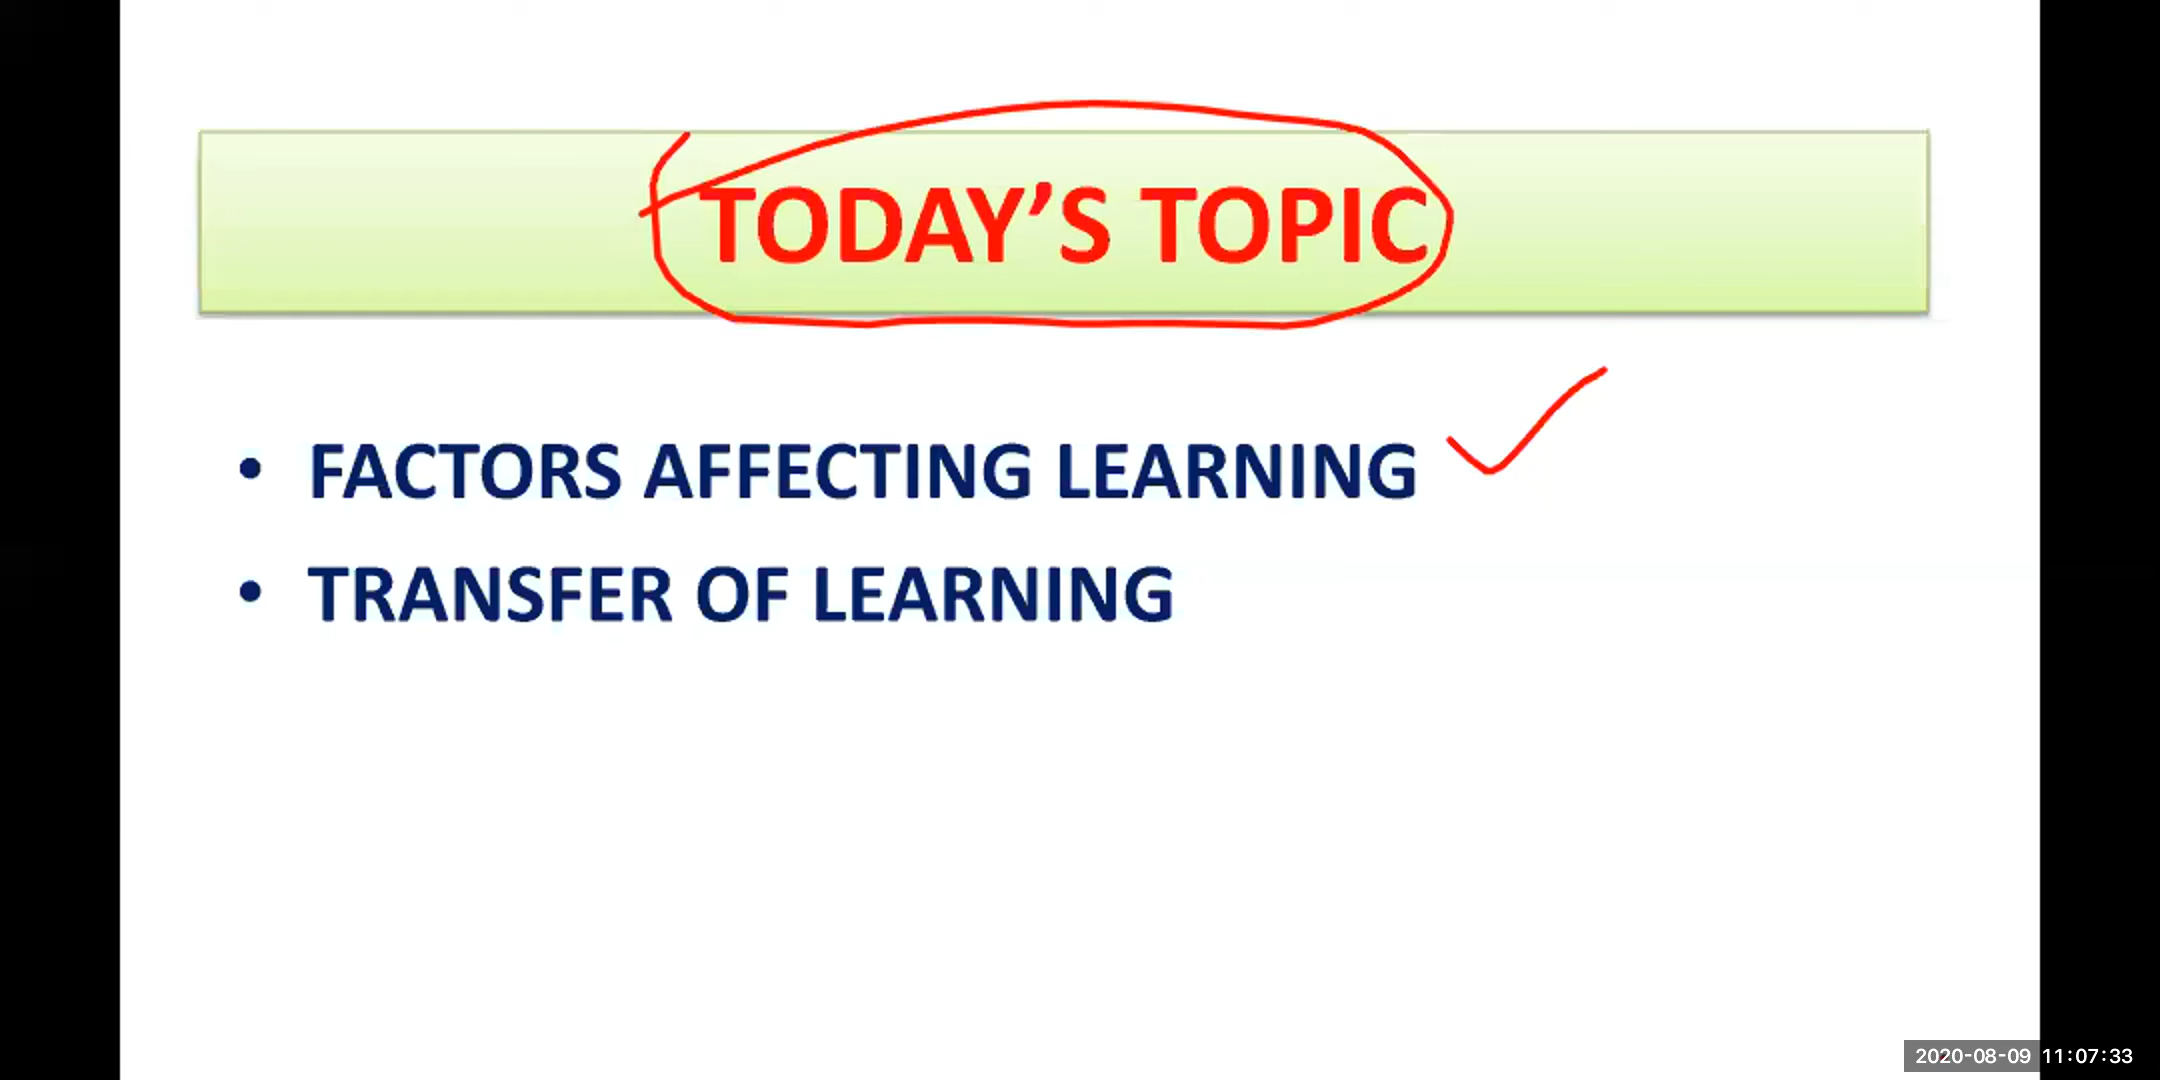 TODAY’S TOPIC
• FACTORS AFFECTING LEARNING
• TRANSFER OF LEARNING
2020-08-09 11:07:33